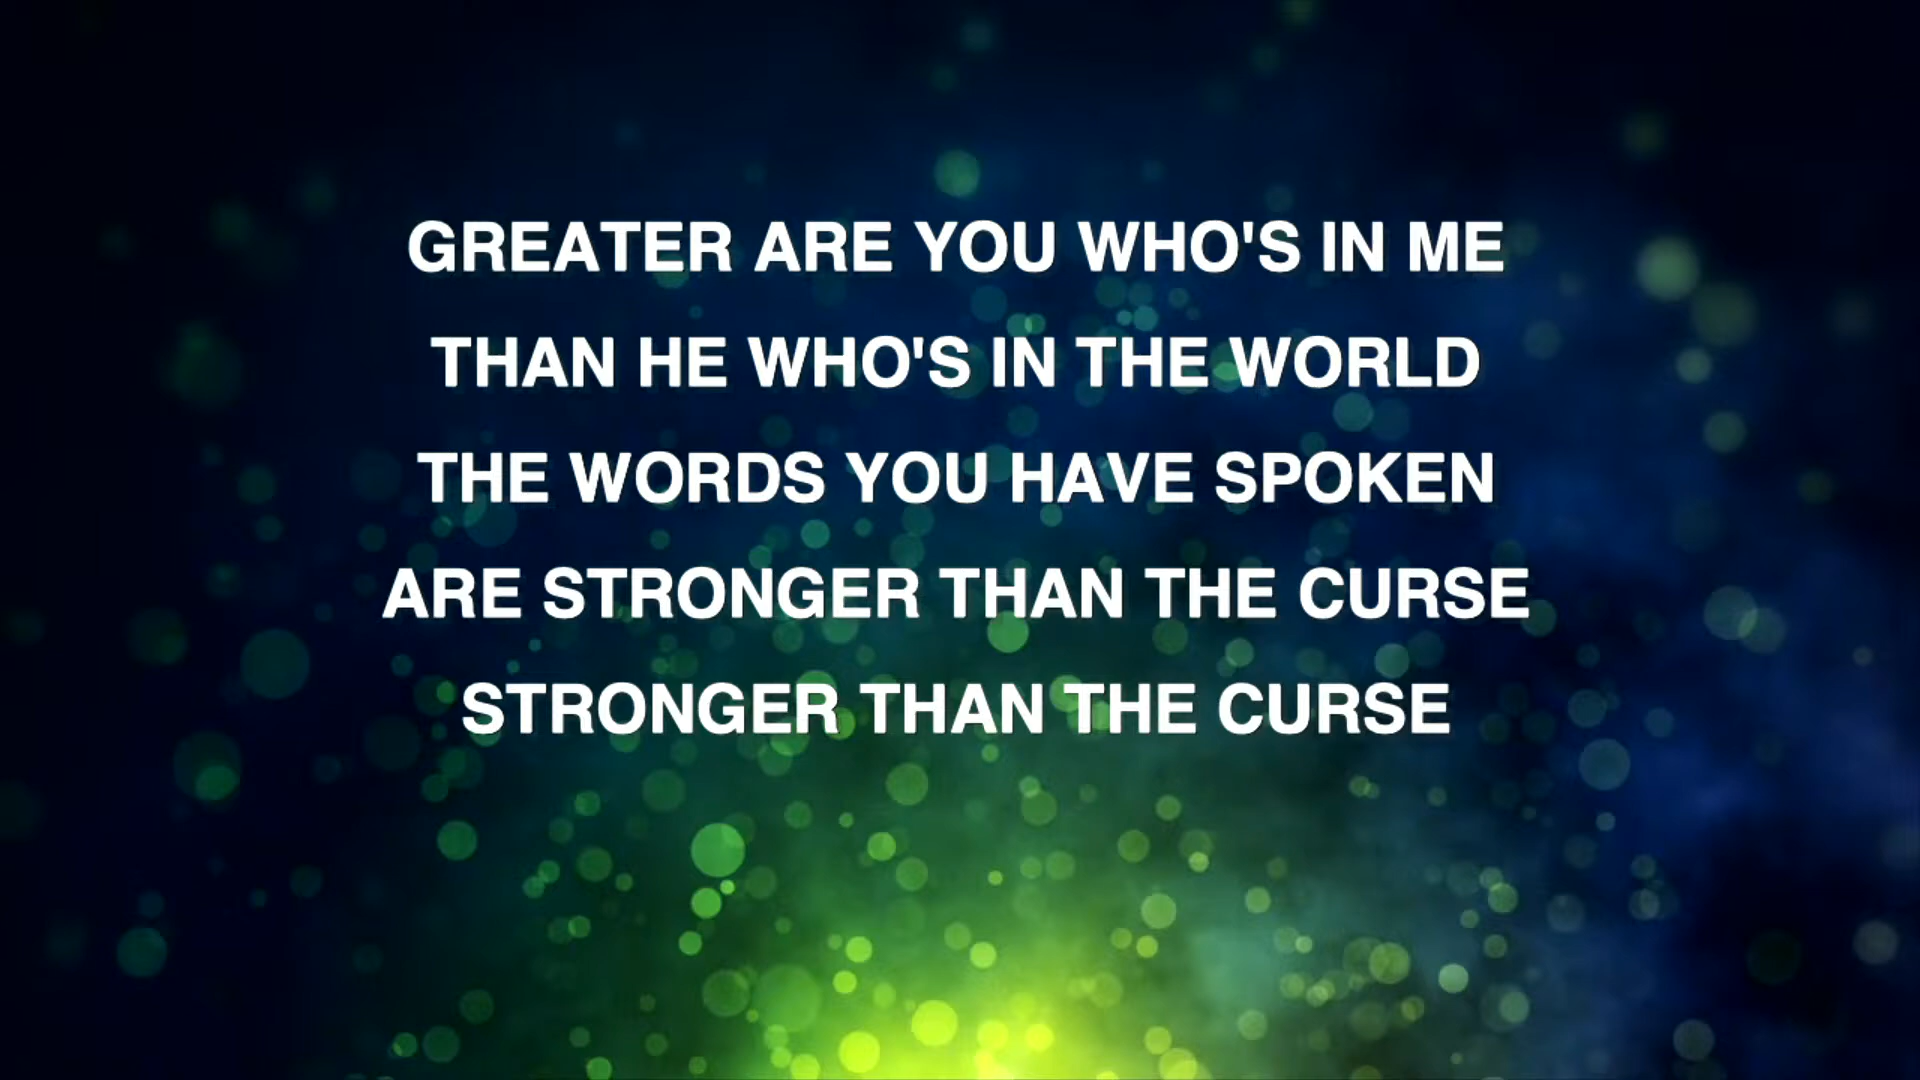 GREATER ARE YOU WHO'S IN ME
THAN HE WHO'S IN THE WORLD
THE WORDS YOU HAVE SPOKEN
ARE STRONGER THAN THE CURSE
STRONGER THAN THE CURSE